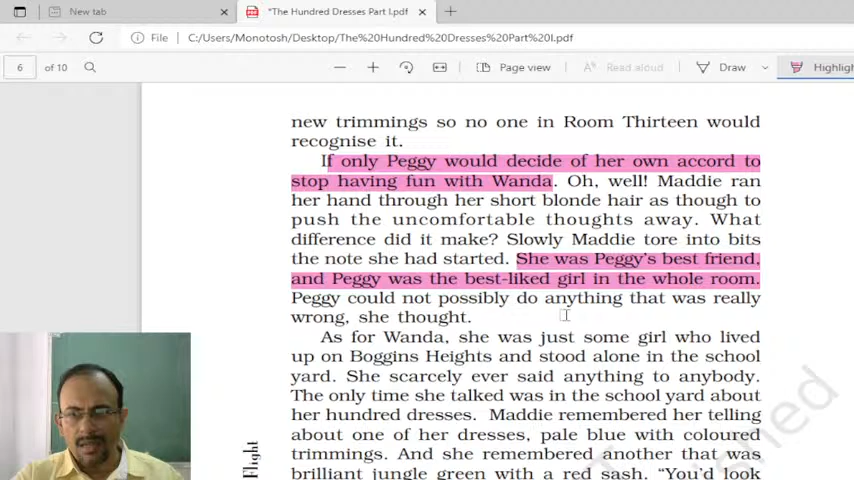 New tab
"The Hundred Dresses Part I.pdf
File
C:/Users/Monotosh/Desktop/The%20Hundred%20Dresses%20Part%20I.pdf
6 of 10
Page view
Read aloud
Draw
Highligh
new trimmings so no one in Room Thirteen would
recognise it.
If only Peggy would decide of her own accord to
stop having fun with Wanda. Oh, well! Maddie ran
her hand through her short blonde hair as though to
push the uncomfortable thoughts away. What
difference did it make? Slowly Maddie tore into bits
the note she had started. She was Peggy's best friend,
and Peggy was the best-liked girl in the whole room.
Peggy could not possibly do anything that was really
wrong, she thought.
As for Wanda, she was just some girl who lived
up on Boggins Heights and stood alone in the school
yard. She scarcely ever said anything to anybody.
The only time she talked was in the school yard about
her hundred dresses. Maddie remembered her telling
about one of her dresses, pale blue with coloured
trimmings. And she remembered another that was
brilliant jungle green with a red sash. "You'd look
Flight